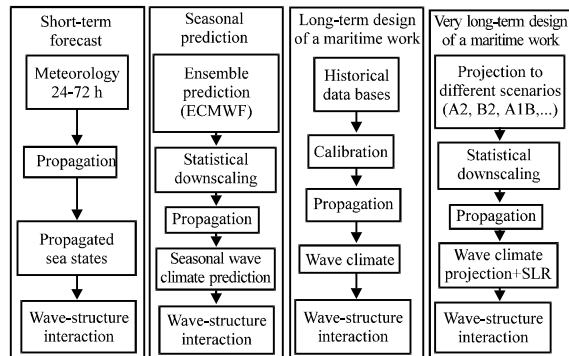 Short-term
forecast
Meteorology
24-72 h
Propagation
Propagated
sea states
Wave-structure
interaction
Seasonal
prediction
Ensemble
prediction
(ECMWF)
Statistical
downscaling
Propagation
Seasonal wave
climate prediction
Wave-structure
interaction
Long-term design
of a maritime work
Historical
data bases
Calibration
Propagation
Wave climate
Wave-structure
interaction
Very long-term design
of a maritime work
Projection to
different scenarios
(A2, B2, A1B,...)
Statistical
downscaling
Propagation
Wave climate
projection+SLR
Wave-structure
interaction